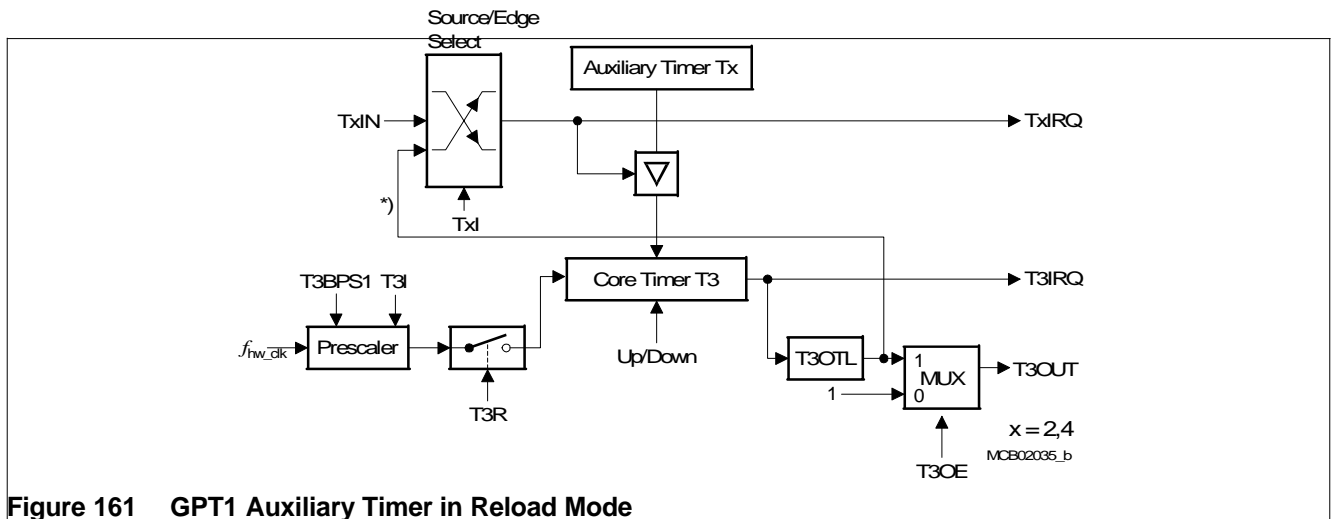 Source/Edge
Select
Auxiliary Timer Tx
TxIN
TxIRQ
*)
TxI
T3BPS1 T3I
Core Timer T3
T3IRQ
fhw_clk
Prescaler
Up/Down
T3OTL
1
MUX
0
T3OUT
1
T3R
x = 2,4
MCB02035_b
T3OE
Figure 161 GPT1 Auxiliary Timer in Reload Mode